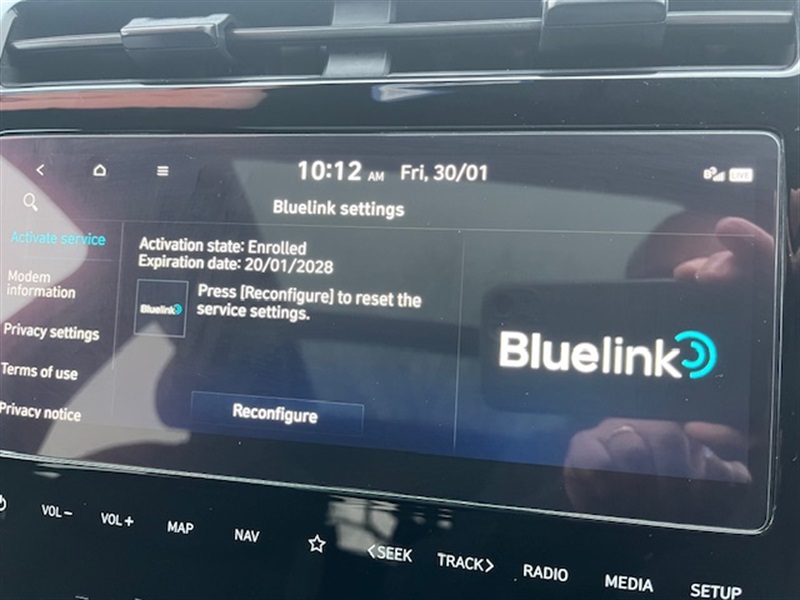 10:12 AM Fri, 30/01
LIVE
Bluelink settings
Activate service
Modem
information
Privacy settings
Terms of use
Privacy notice
Activation state: Enrolled
Expiration date: 20/01/2028
Bluelink
Press [Reconfigure] to reset the
service settings.
Reconfigure
Bluelink
VOL− VOL+ MAP NAV <SEEK TRACK> RADIO MEDIA SETUP